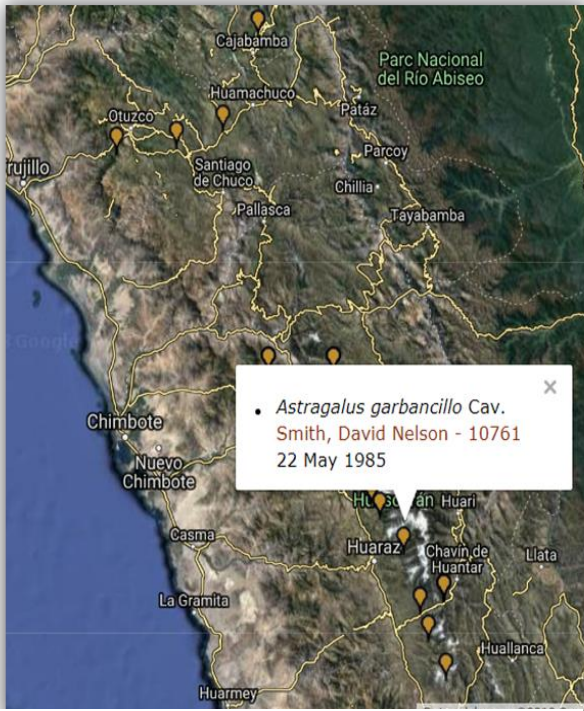 Cajabamba
Parc Nacional
del Río Abiseo
Huamachuco
Otuzco
Patáz
rujillo
Santiago
de Chuco
Parcoy
Chillia
Pallasca
Tayabamba
Google
×
• Astragalus garbancillo Cav.
Smith, David Nelson - 10761
22 May 1985
Chimbote
Nuevo
Chimbote
Huari
Casma
Huaraz
Chavín de
Huantar
Llata
La Gramita
Huallanca
Huarmey